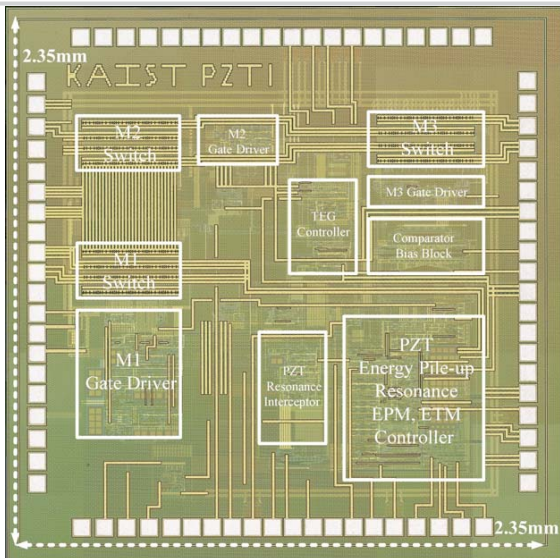 2.35mm
KAIST PZT1
M2
Switch
M2
Gate Driver
M3
Switch
TEG
Controller
M3 Gate Driver
Comparator
Bias Block
M1
Switch
M1
Gate Driver
PZT
Resonance
Interceptor
PZT
Energy Pile-up
Resonance
EPM, ETM
Controller
2.35mm